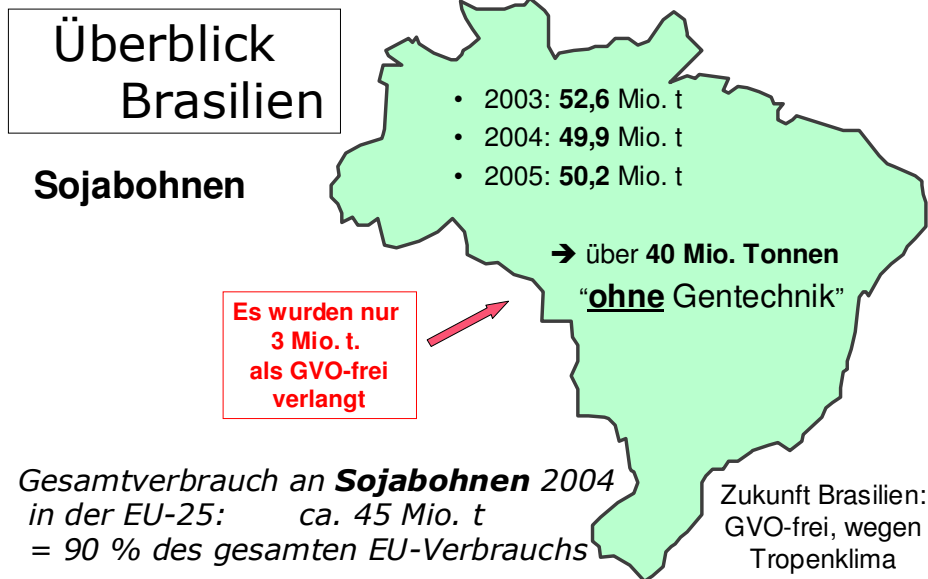 Überblick
Brasilien
Sojabohnen
• 2003: 52,6 Mio. t
• 2004: 49,9 Mio. t
• 2005: 50,2 Mio. t
➔ über 40 Mio. Tonnen
“ohne Gentechnik”
Es wurden nur
3 Mio. t.
als GVO-frei
verlangt
Gesamtverbrauch an Sojabohnen 2004
in der EU-25: ca. 45 Mio. t
= 90 % des gesamten EU-Verbrauchs
Zukunft Brasilien:
GVO-frei, wegen
Tropenklima